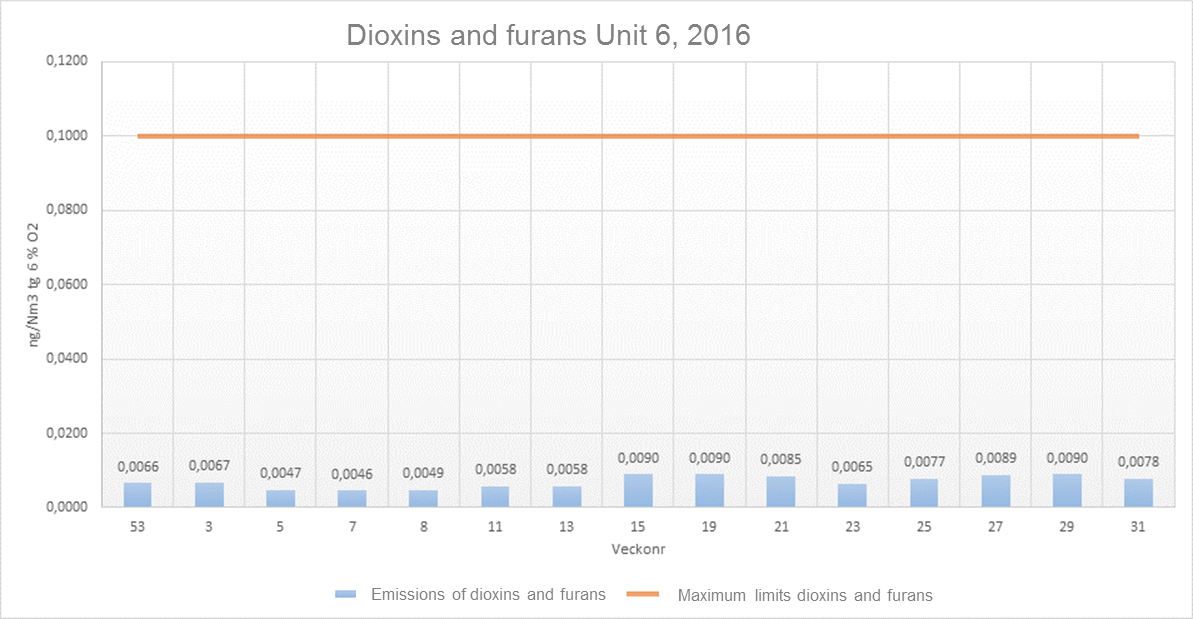 Dioxins and furans Unit 6, 2016
0,1200
0,1000
0,0800
0,0600
0,0400
0,0200
0,0000
ng/Nm3 tg 6 % O2
0,0066 0,0067 0,0047 0,0046 0,0049 0,0058 0,0058 0,0090 0,0090 0,0085 0,0065 0,0077 0,0089 0,0090 0,0078
53 3 5 7 8 11 13 15 19 21 23 25 27 29 31
Veckonr
Emissions of dioxins and furans Maximum limits dioxins and furans